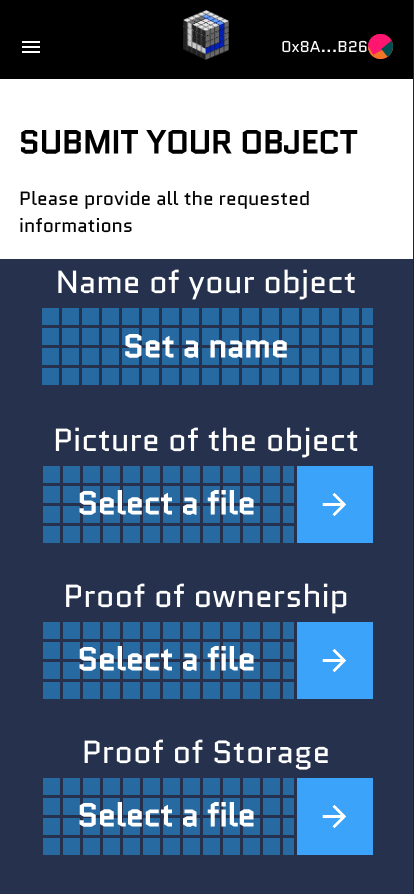 0x8A...B26
SUBMIT YOUR OBJECT
Please provide all the requested
informations
Name of your object
Set a name
Picture of the object
Select a file
Proof of ownership
Select a file
Proof of Storage
Select a file